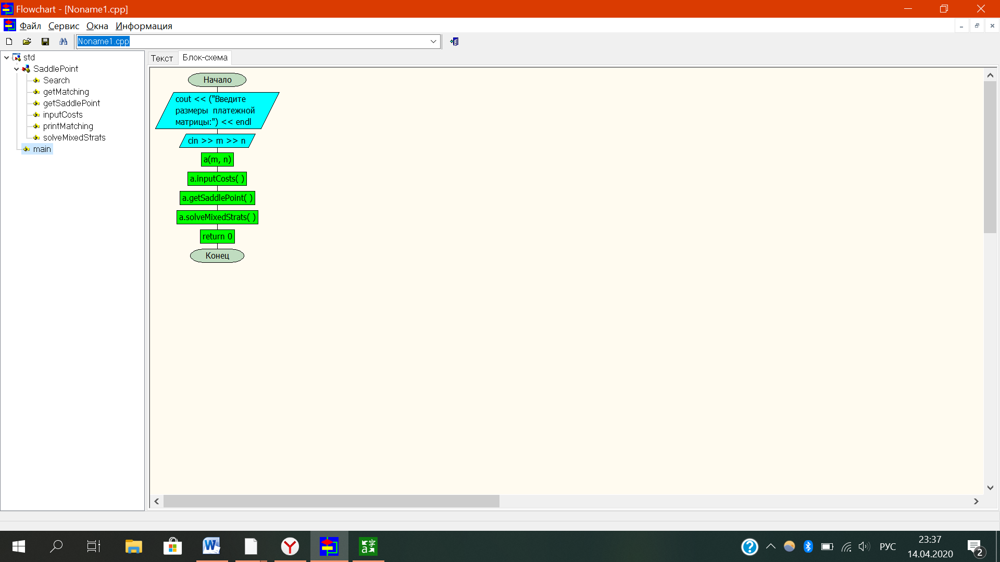 Flowchart - [Noname1.cpp]
Файл Сервис Окна Информация
Noname1.cpp
std
SaddlePoint
Search
getMatching
getSaddlePoint
inputCosts
printMatching
solveMixedStrats
main
Текст Блок-схема
Начало
cout << ("Введите
размеры платежной
матрицы:") << endl
cin >> m >> n
a(m, n)
a.inputCosts( )
a.getSaddlePoint( )
a.solveMixedStrats( )
return 0
Конец
РУС
23:37
14.04.2020
2